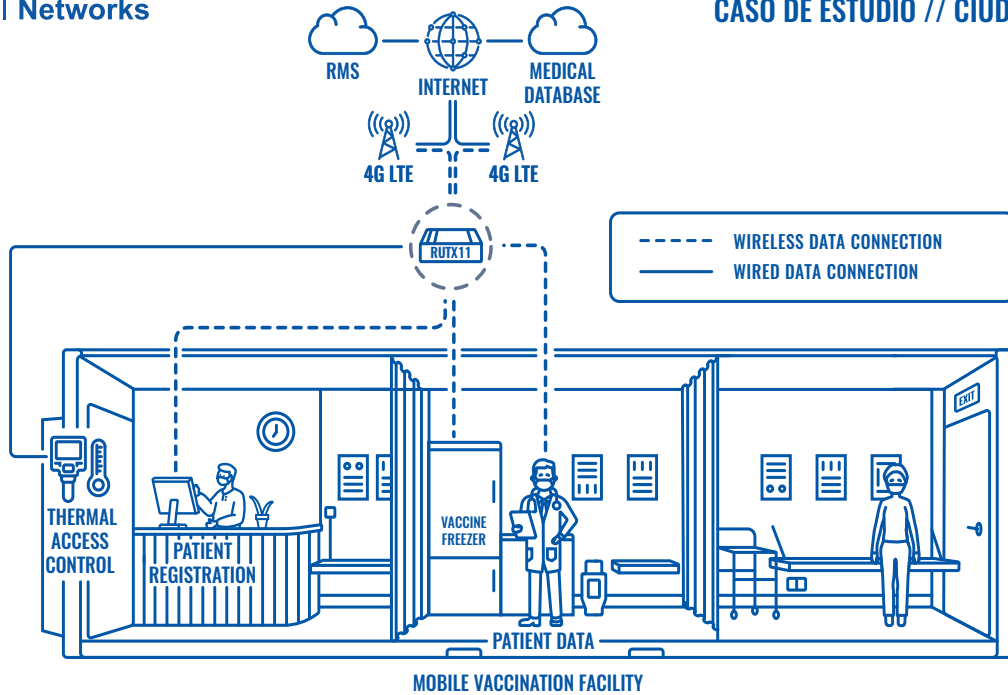 Networks
CASO DE ESTUDIO // CIUD
RMS
INTERNET
MEDICAL
DATABASE
4G LTE
4G LTE
RUTX11
WIRELESS DATA CONNECTION
WIRED DATA CONNECTION
EXIT
THERMAL
ACCESS
CONTROL
PATIENT
REGISTRATION
VACCINE
FREEZER
PATIENT DATA
MOBILE VACCINATION FACILITY